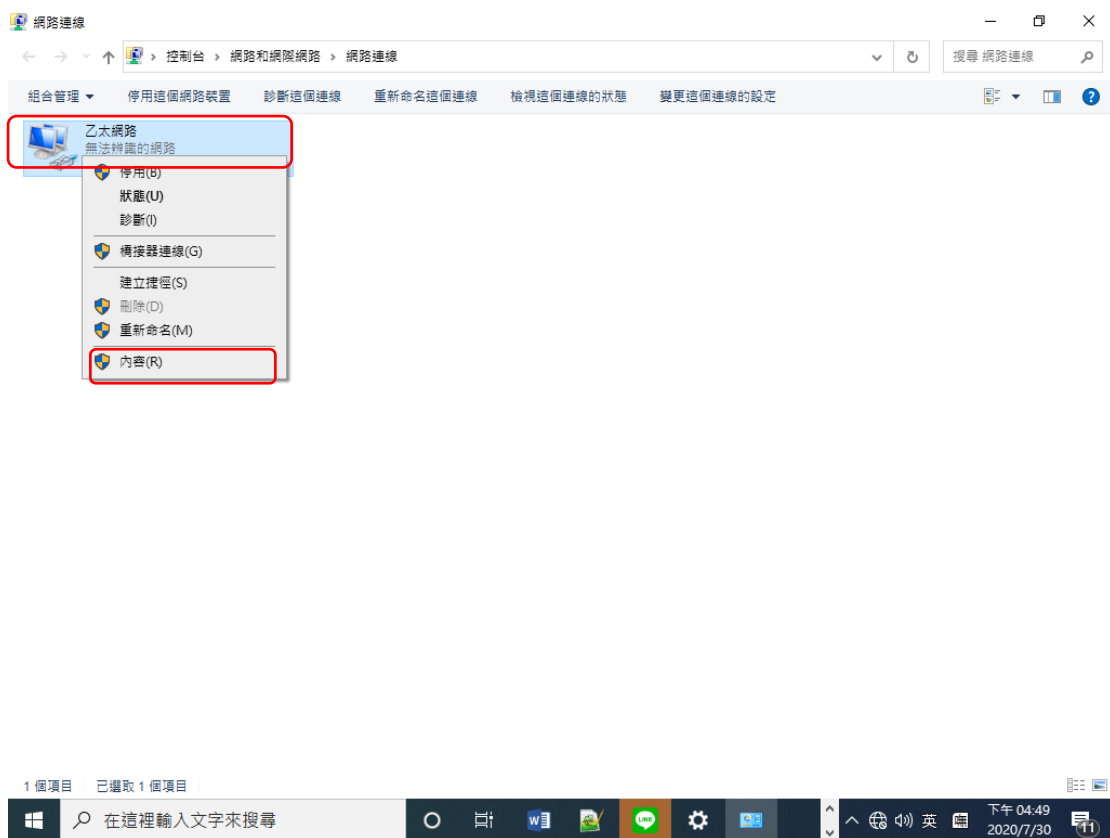 網路連線
控制台 › 網路和網際網路 › 網路連線
搜尋 網路連線
組合管理 停用這個網路裝置 診斷這個連線 重新命名這個連線 檢視這個連線的狀態 變更這個連線的設定
乙太網路
無法辨識的網路
停用(B)
狀態(U)
診斷(I)
橋接器連線(G)
建立捷徑(S)
刪除(D)
重新命名(M)
內容(R)
1 個項目 已選取 1 個項目
在這裡輸入文字來搜尋
LINE
英
下午 04:49
2020/7/30
11